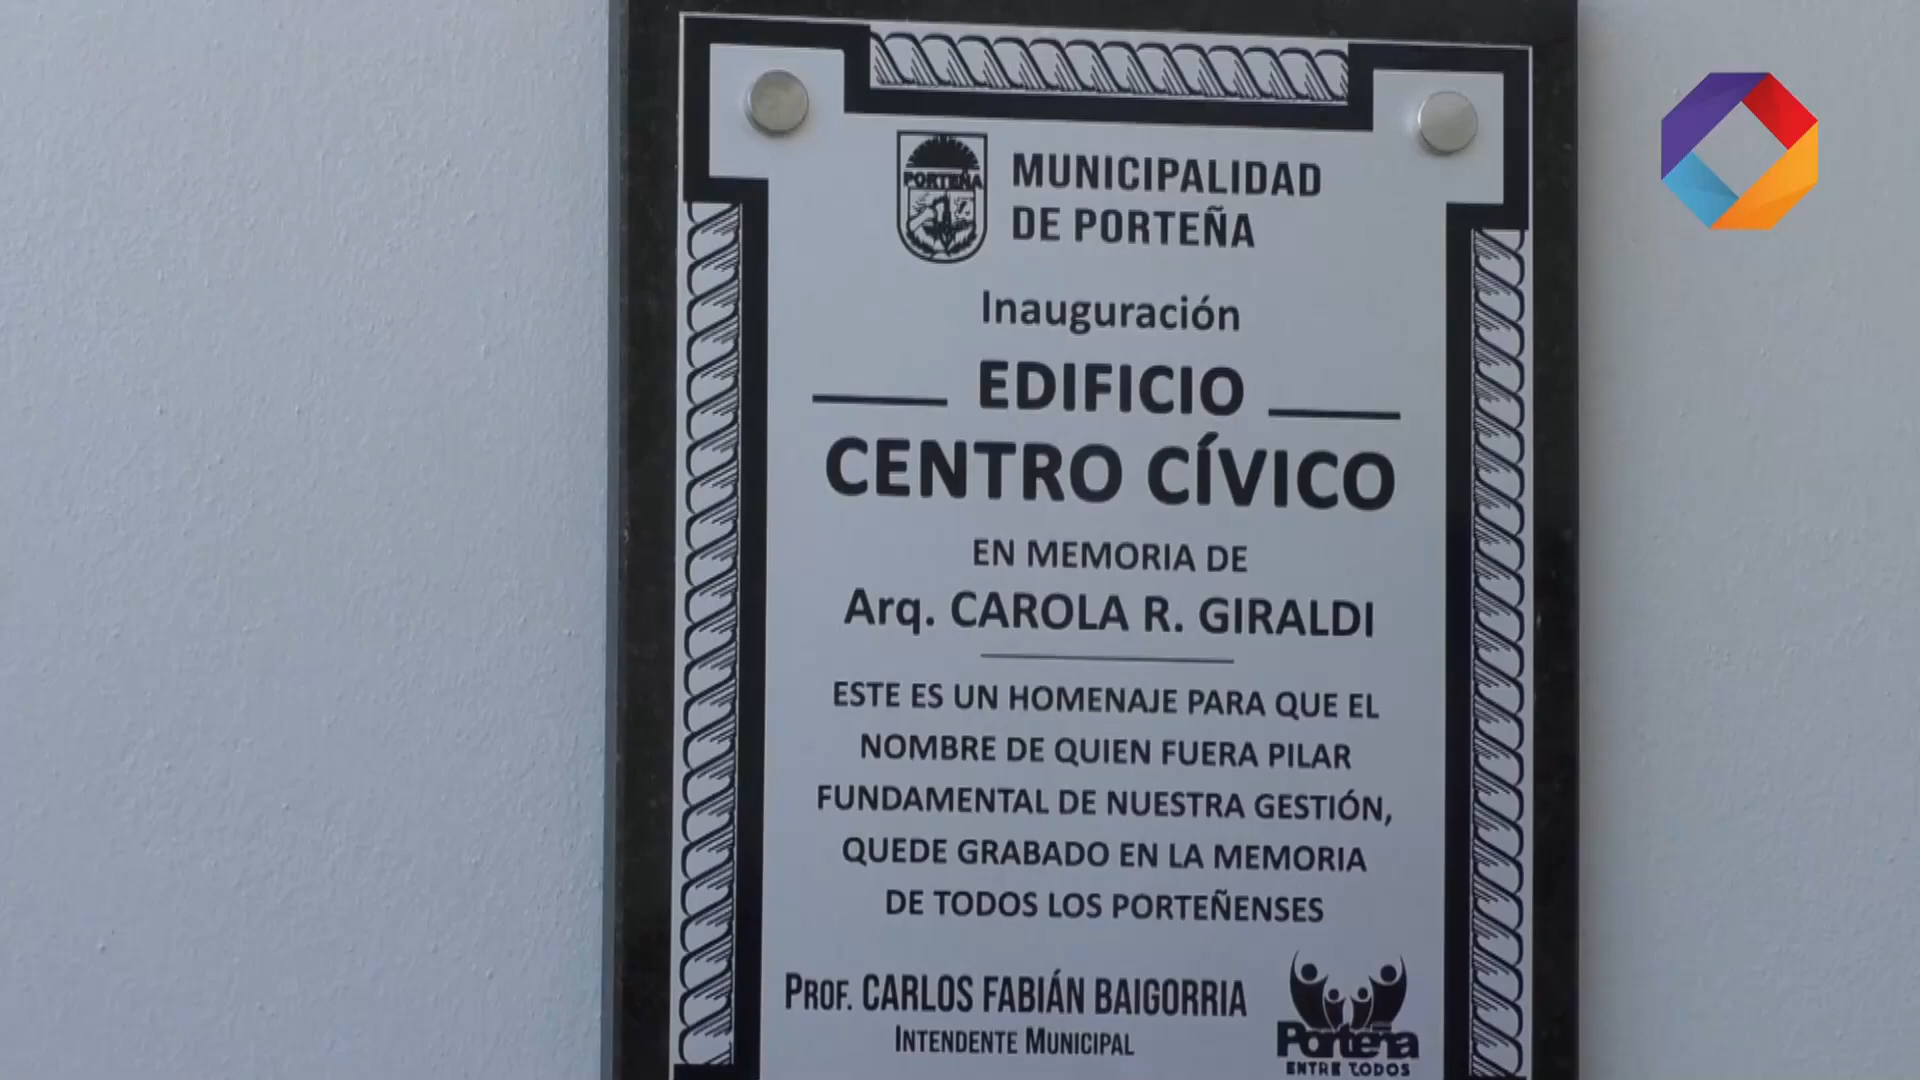 PORTEÑA
MUNICIPALIDAD
DE PORTEÑA
Inauguración
EDIFICIO
CENTRO CÍVICO
EN MEMORIA DE
Arq. CAROLA R. GIRALDI
ESTE ES UN HOMENAJE PARA QUE EL
NOMBRE DE QUIEN FUERA PILAR
FUNDAMENTAL DE NUESTRA GESTIÓN,
QUEDE GRABADO EN LA MEMORIA
DE TODOS LOS PORTEÑENSES
PROF. CARLOS FABIÁN BAIGORRIA
INTENDENTE MUNICIPAL
Porteña
ENTRE TODOS